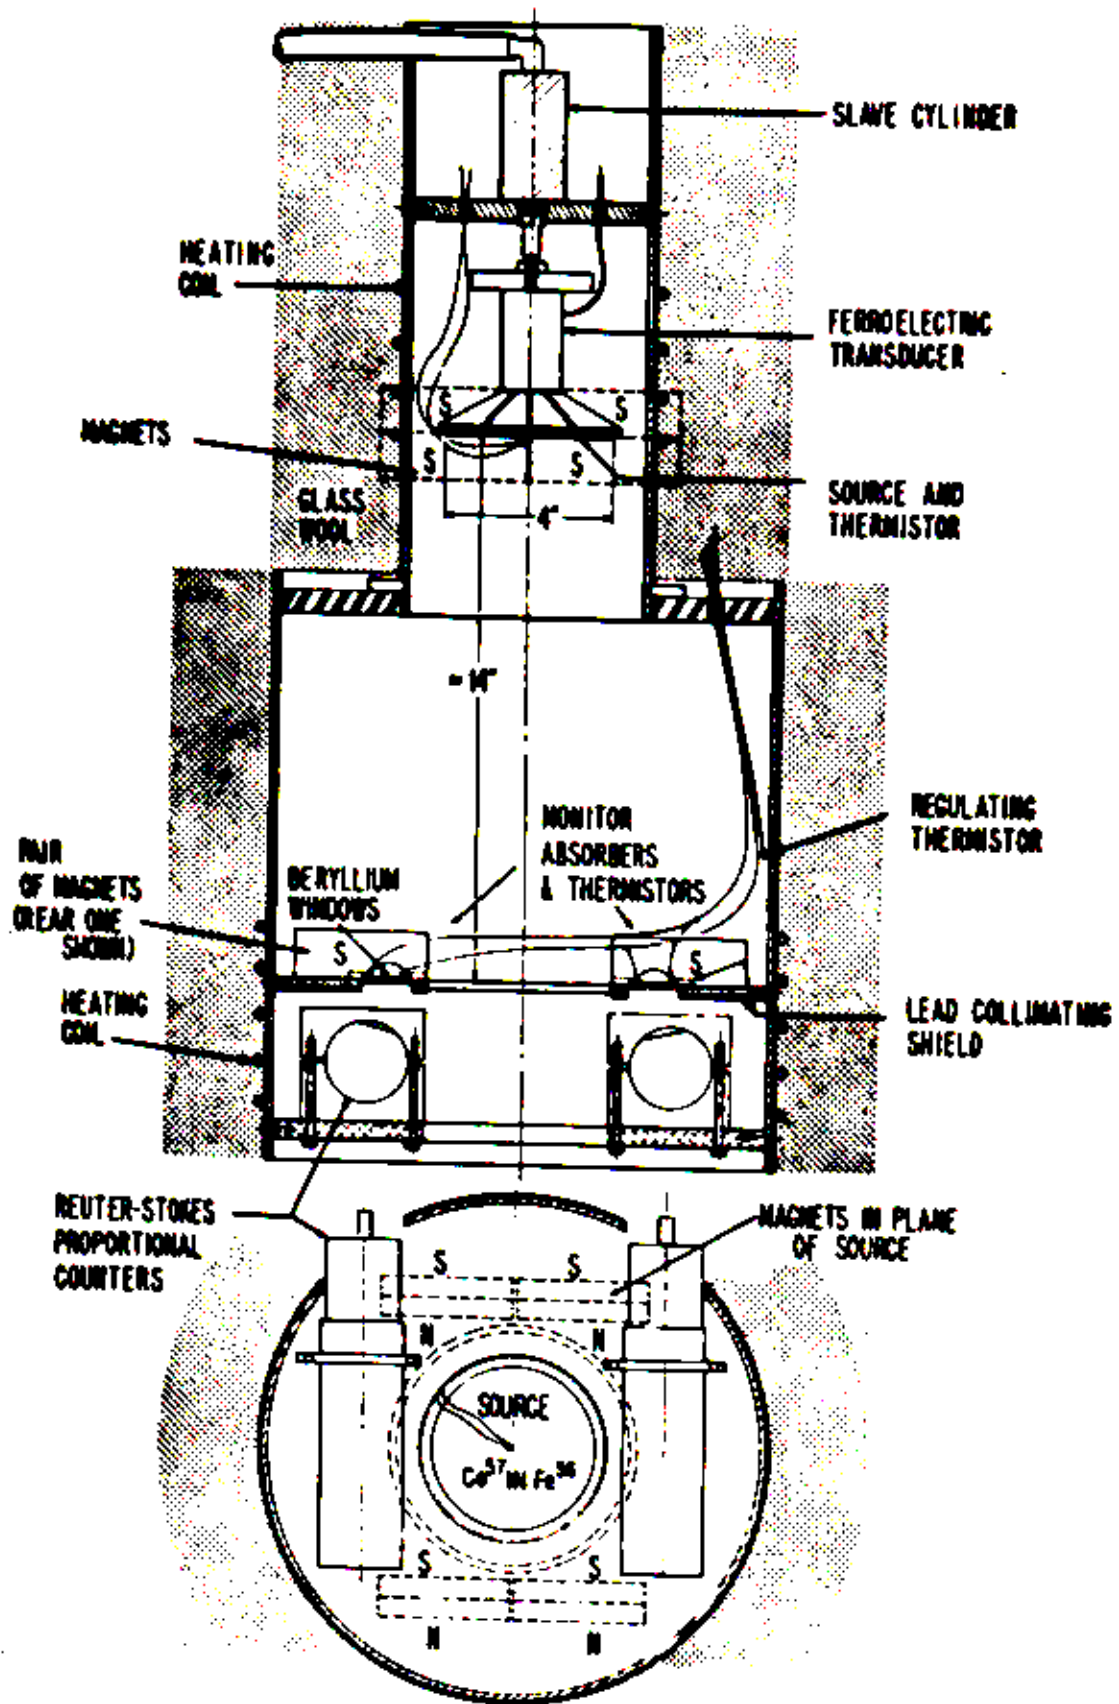 SLAVE CYLINDER
HEATING
COIL
FERROELECTRIC
TRANSDUCER
S
S
MAGNETS
S
S
SOURCE AND
THERMISTOR
GLASS
WOOL
4"
≈ 14"
MONITOR
ABSORBERS
& THERMISTORS
REGULATING
THERMISTOR
PAIR
OF MAGNETS
(REAR ONE
SHOWN)
BERYLLIUM
WINDOWS
S
S
HEATING
COIL
LEAD COLLIMATING
SHIELD
REUTER-STOKES
PROPORTIONAL
COUNTERS
MAGNETS IN PLANE
OF SOURCE
S
S
N
N
SOURCE
Co57 IN Fe56
S
S
N
N